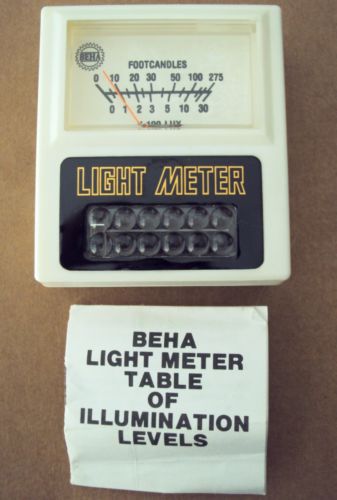 BEHA
FOOTCANDLES
0 10 20 30 50 100 275
0 1 2 3 5 10 30
-100 LUX
LIGHT METER
BEHA
LIGHT METER
TABLE
OF
ILLUMINATION
LEVELS